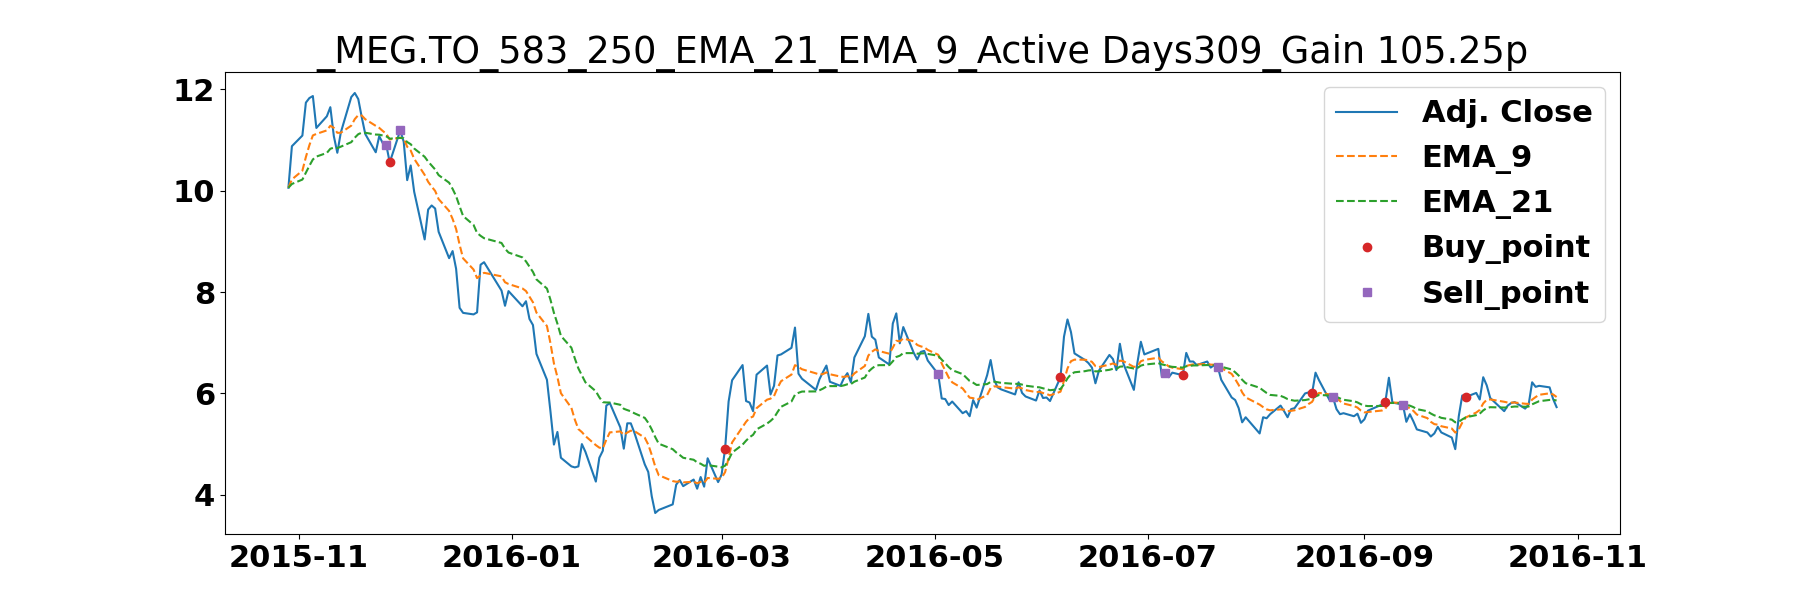 _MEG.TO_583_250_EMA_21_EMA_9_Active Days309_Gain 105.25p
12
10
8
6
4
Adj. Close
EMA_9
EMA_21
Buy_point
Sell_point
2015-11 2016-01 2016-03 2016-05 2016-07 2016-09 2016-11